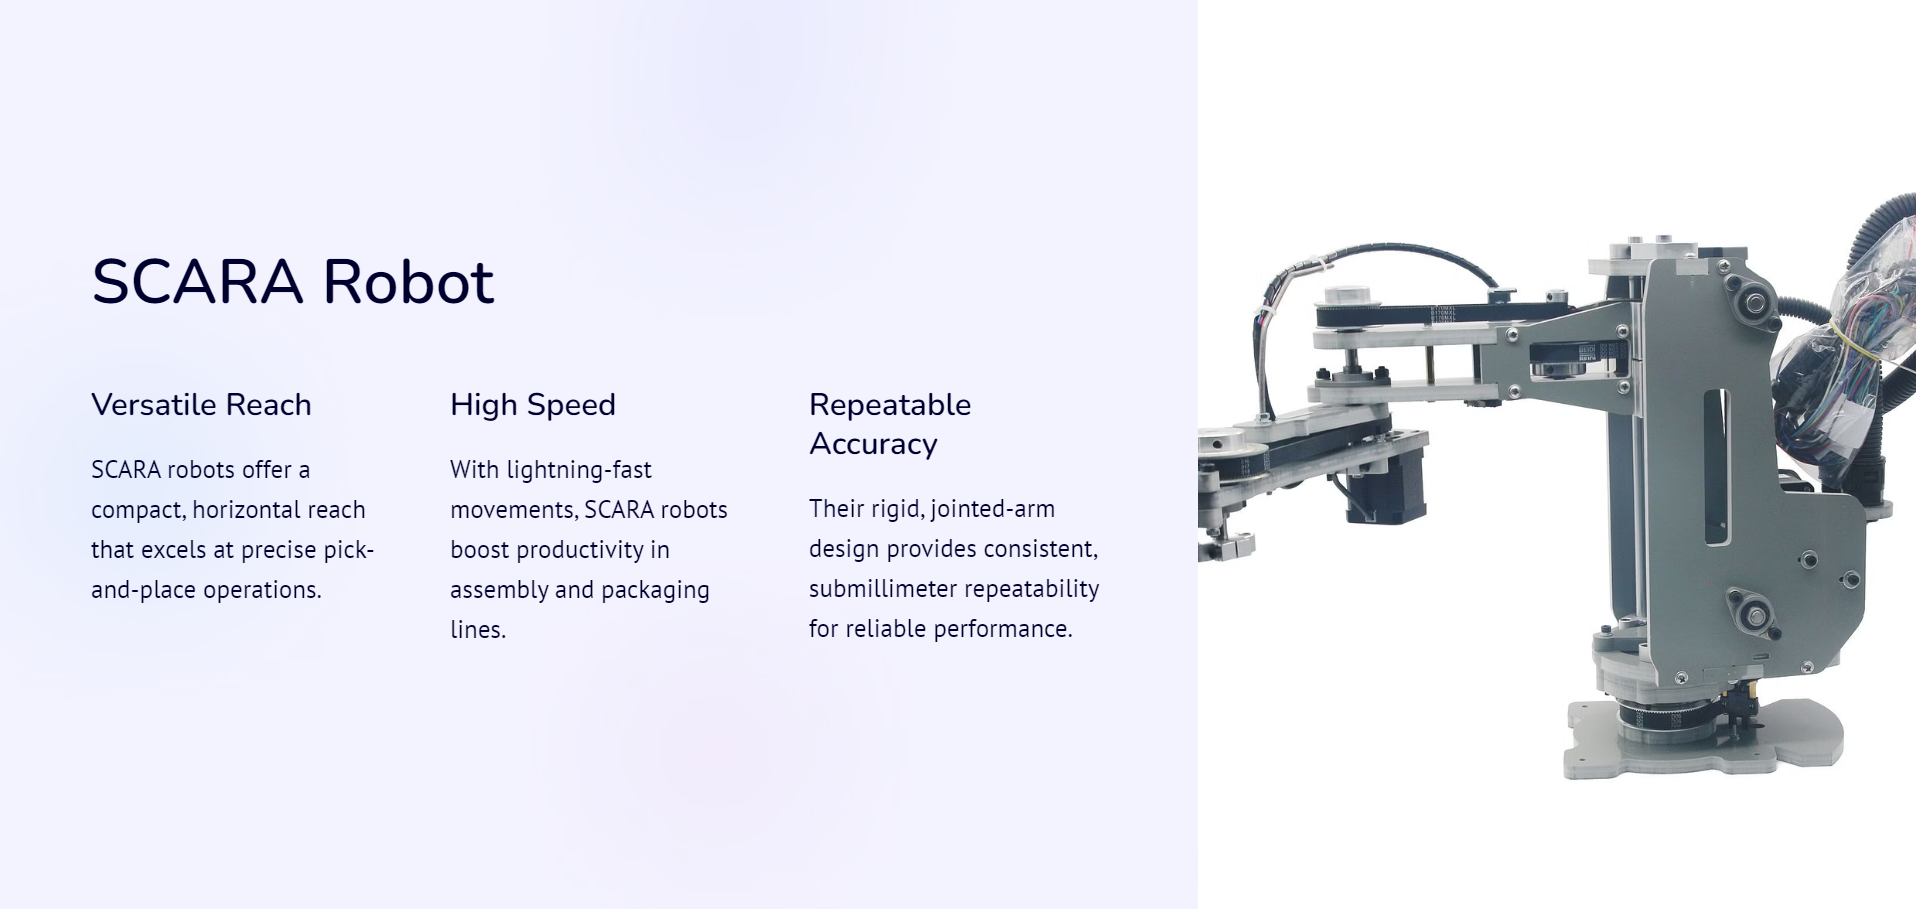 SCARA Robot
Versatile Reach
SCARA robots offer a
compact, horizontal reach
that excels at precise pick-
and-place operations.
High Speed
With lightning-fast
movements, SCARA robots
boost productivity in
assembly and packaging
lines.
Repeatable
Accuracy
Their rigid, jointed-arm
design provides consistent,
submillimeter repeatability
for reliable performance.